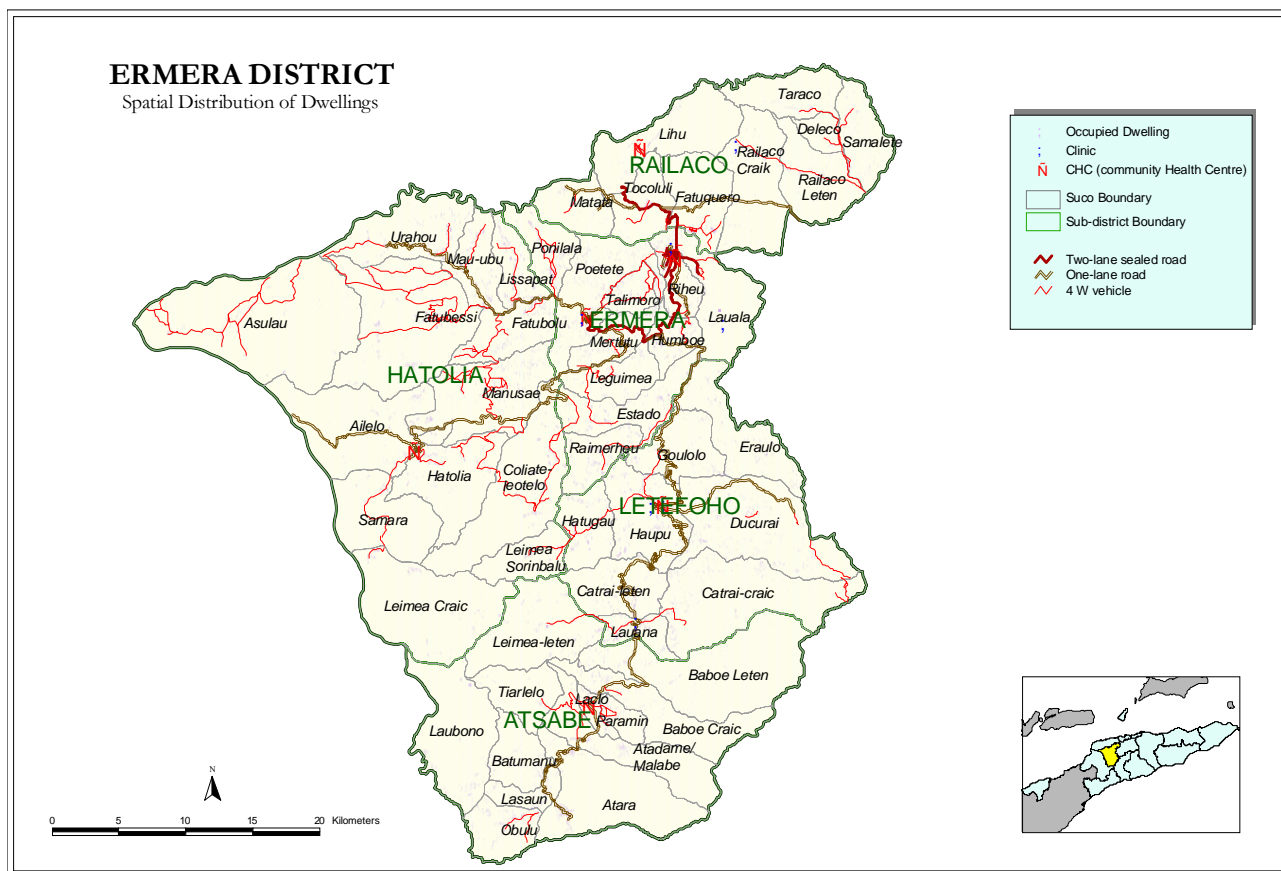 ERMERA DISTRICT
Spatial Distribution of Dwellings
Occupied Dwelling
Clinic
Ñ CHC (community Health Centre)
Suco Boundary
Sub-district Boundary
Two-lane sealed road
One-lane road
4 W vehicle
Taraco
Deleco
Lihu
Samalete
Railaco
Craik
Ñ
RAILACO
Railaco
Leten
Tocoluli
Matata
Fatuquero
Urahou
Ponilala
Mau-ubu
Poetete
Lissapat
Riheu
Talimoro
Asulau
Fatubessi
Fatubolu
ERMERA
Lauala
Mertutu
Humboe
HATOLIA
Leguimea
Manusae
Estado
Ailelo
Raimerheu
Eraulo
Goulolo
Hatolia
Coliate-
leotelo
LETEFOHO
Samara
Hatugau
Ducurai
Haupu
Leimea
Sorinbalu
Catrai-leten
Catrai-craic
Leimea Craic
Lauana
Leimea-leten
Baboe Leten
Tiarlelo
Laclo
ATSABE
Paramin
Laubono
Baboe Craic
Atadame/
Malabe
Batumanu
Lasaun
Atara
Obulu
N
0 5 10 15 20 Kilometers